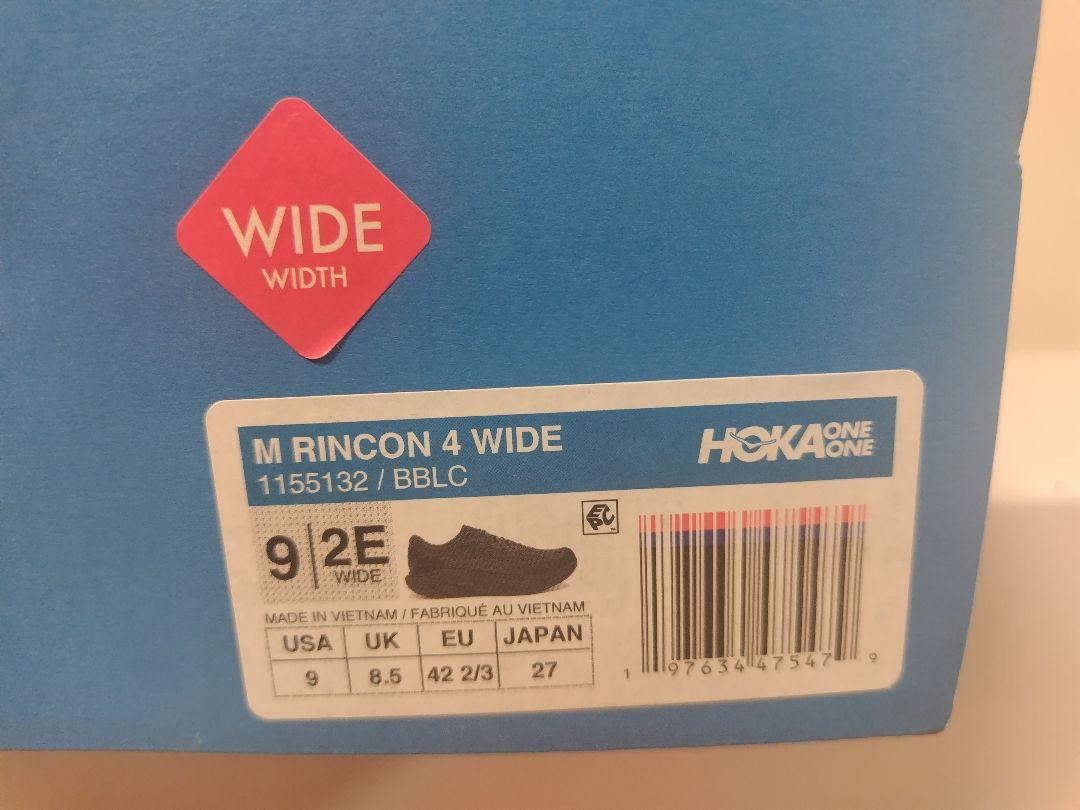 WIDE
WIDTH
M RINCON 4 WIDE
1155132 / BBLC
HOKA ONE ONE
9 2E
WIDE
EPC
MADE IN VIETNAM / FABRIQUÉ AU VIETNAM
USA UK EU JAPAN
9 8.5 42 2/3 27
1 97634 47547 9